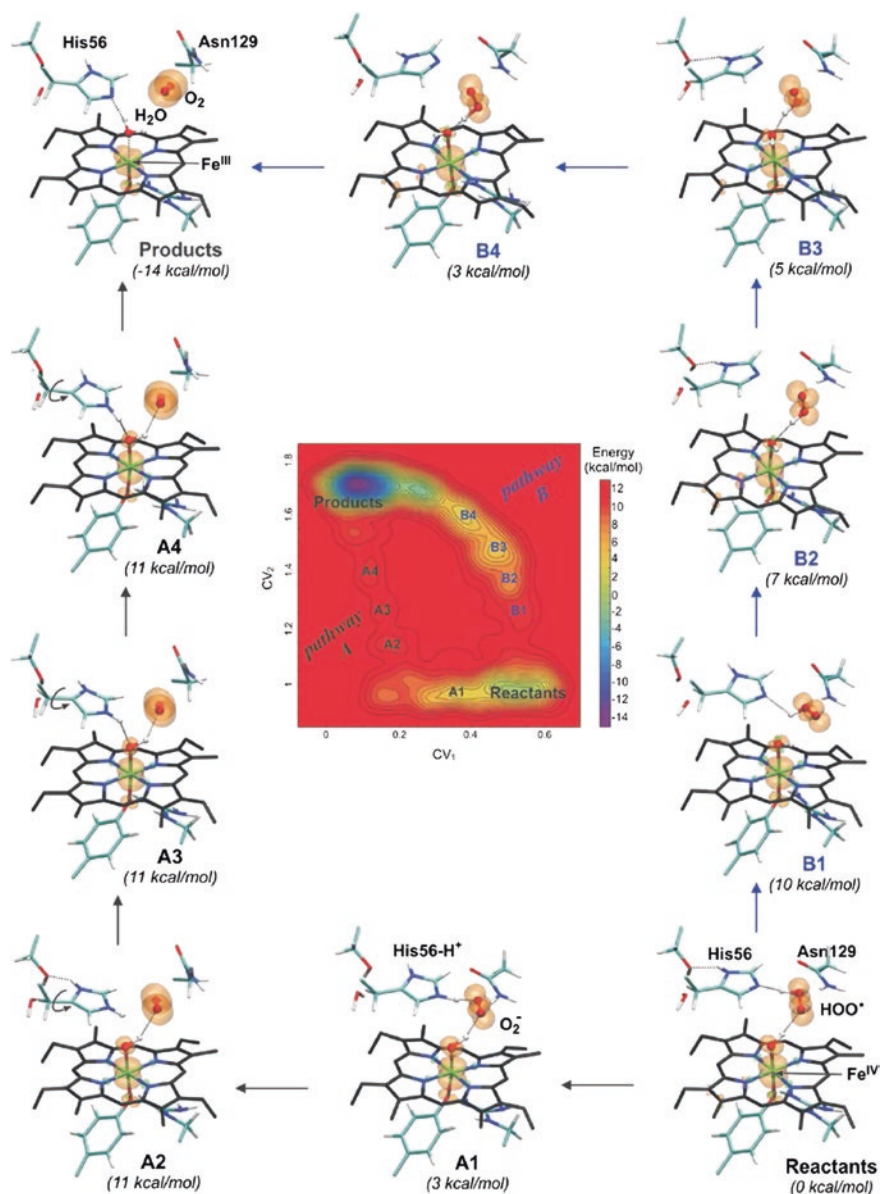 His56
Asn129
O₂
H₂O
Feᴵᴵᴵ
Products
(-14 kcal/mol)
B4
(3 kcal/mol)
B3
(5 kcal/mol)
A4
(11 kcal/mol)
B2
(7 kcal/mol)
Energy
(kcal/mol)
12
10
8
6
4
2
0
-2
-4
-6
-8
-10
-12
-14
1.8
1.6
1.4
1.2
1
CV₂
0
0.2
0.4
0.6
CV₁
Products
pathway
B
B4
B3
B2
B1
A4
A3
A2
pathway
A
A1
Reactants
A3
(11 kcal/mol)
B1
(10 kcal/mol)
A2
(11 kcal/mol)
His56-H⁺
O₂⁻
A1
(3 kcal/mol)
His56
Asn129
HOO•
Feᴵⱽ
Reactants
(0 kcal/mol)